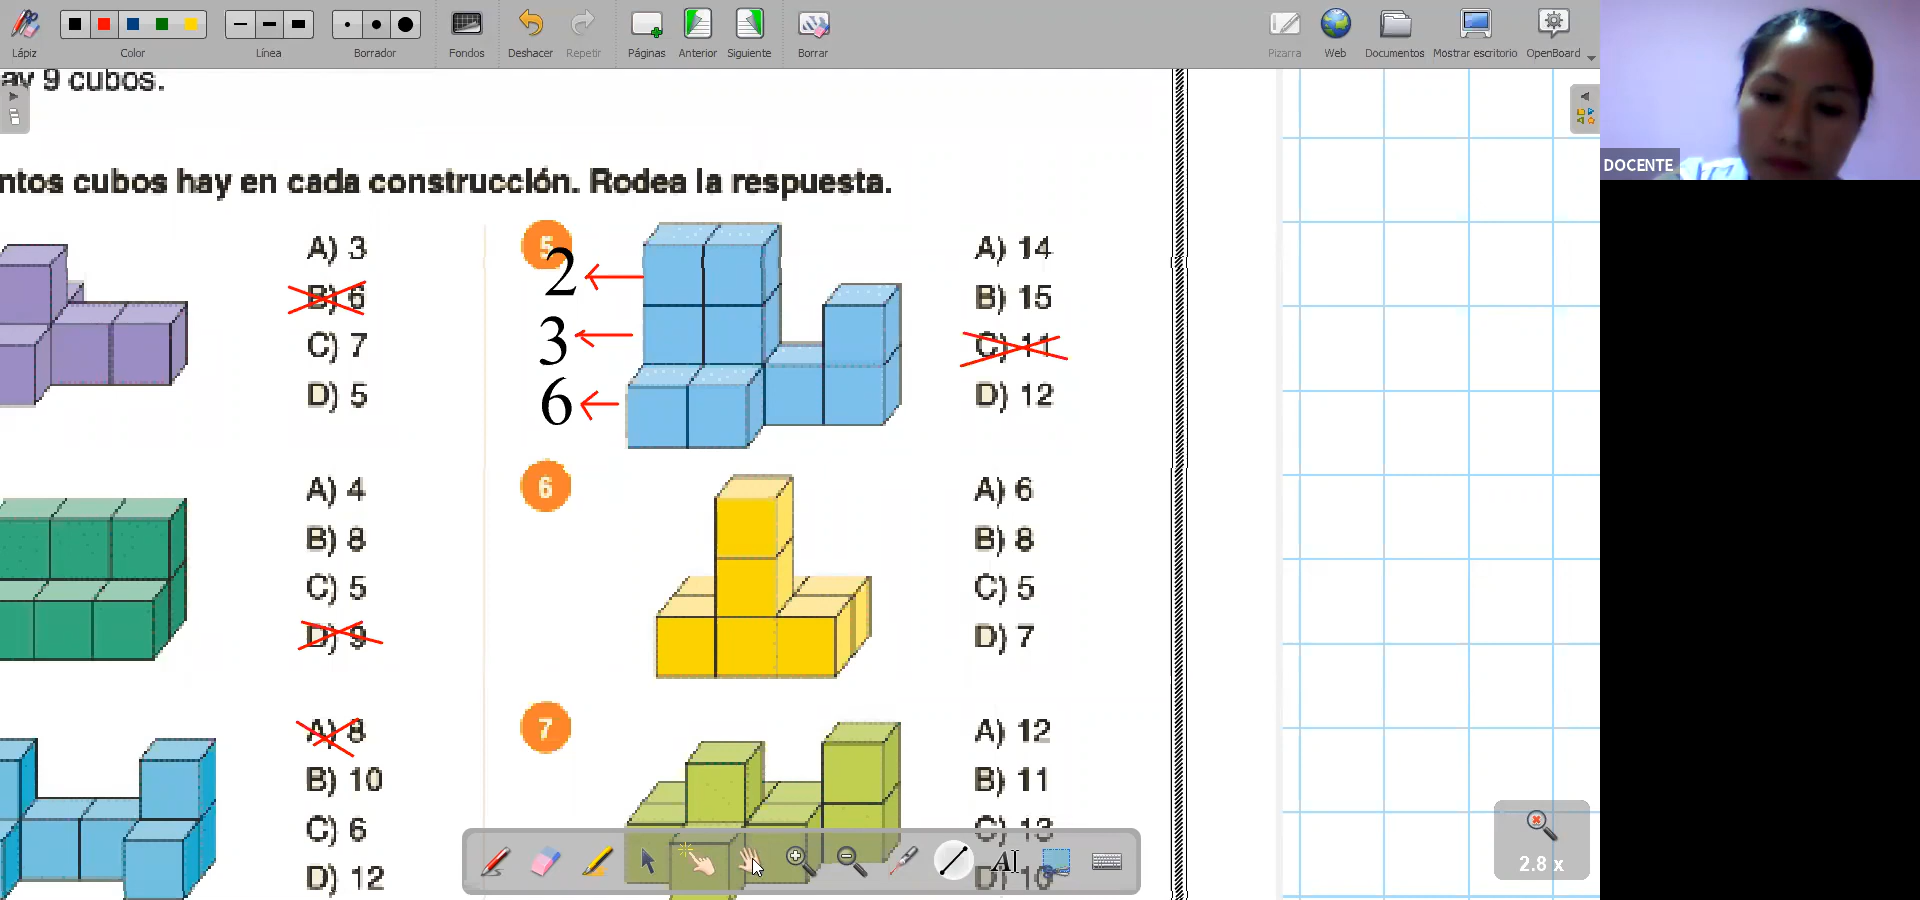 Lápiz
Color
Línea
Borrador
Fondos
Deshacer
Repetir
Páginas
Anterior
Siguiente
Borrar
Pizarra
Web
Documentos
Mostrar escritorio
OpenBoard
DOCENTE
ay 9 cubos.
ntos cubos hay en cada construcción. Rodea la respuesta.
A) 3
B) 6
C) 7
D) 5
A) 4
B) 8
C) 5
D) 9
A) 8
B) 10
C) 6
D) 12
5
2
3
6
A) 14
B) 15
C) 11
D) 12
6
A) 6
B) 8
C) 5
D) 7
7
A) 12
B) 11
C) 13
D) 10
2.8 x